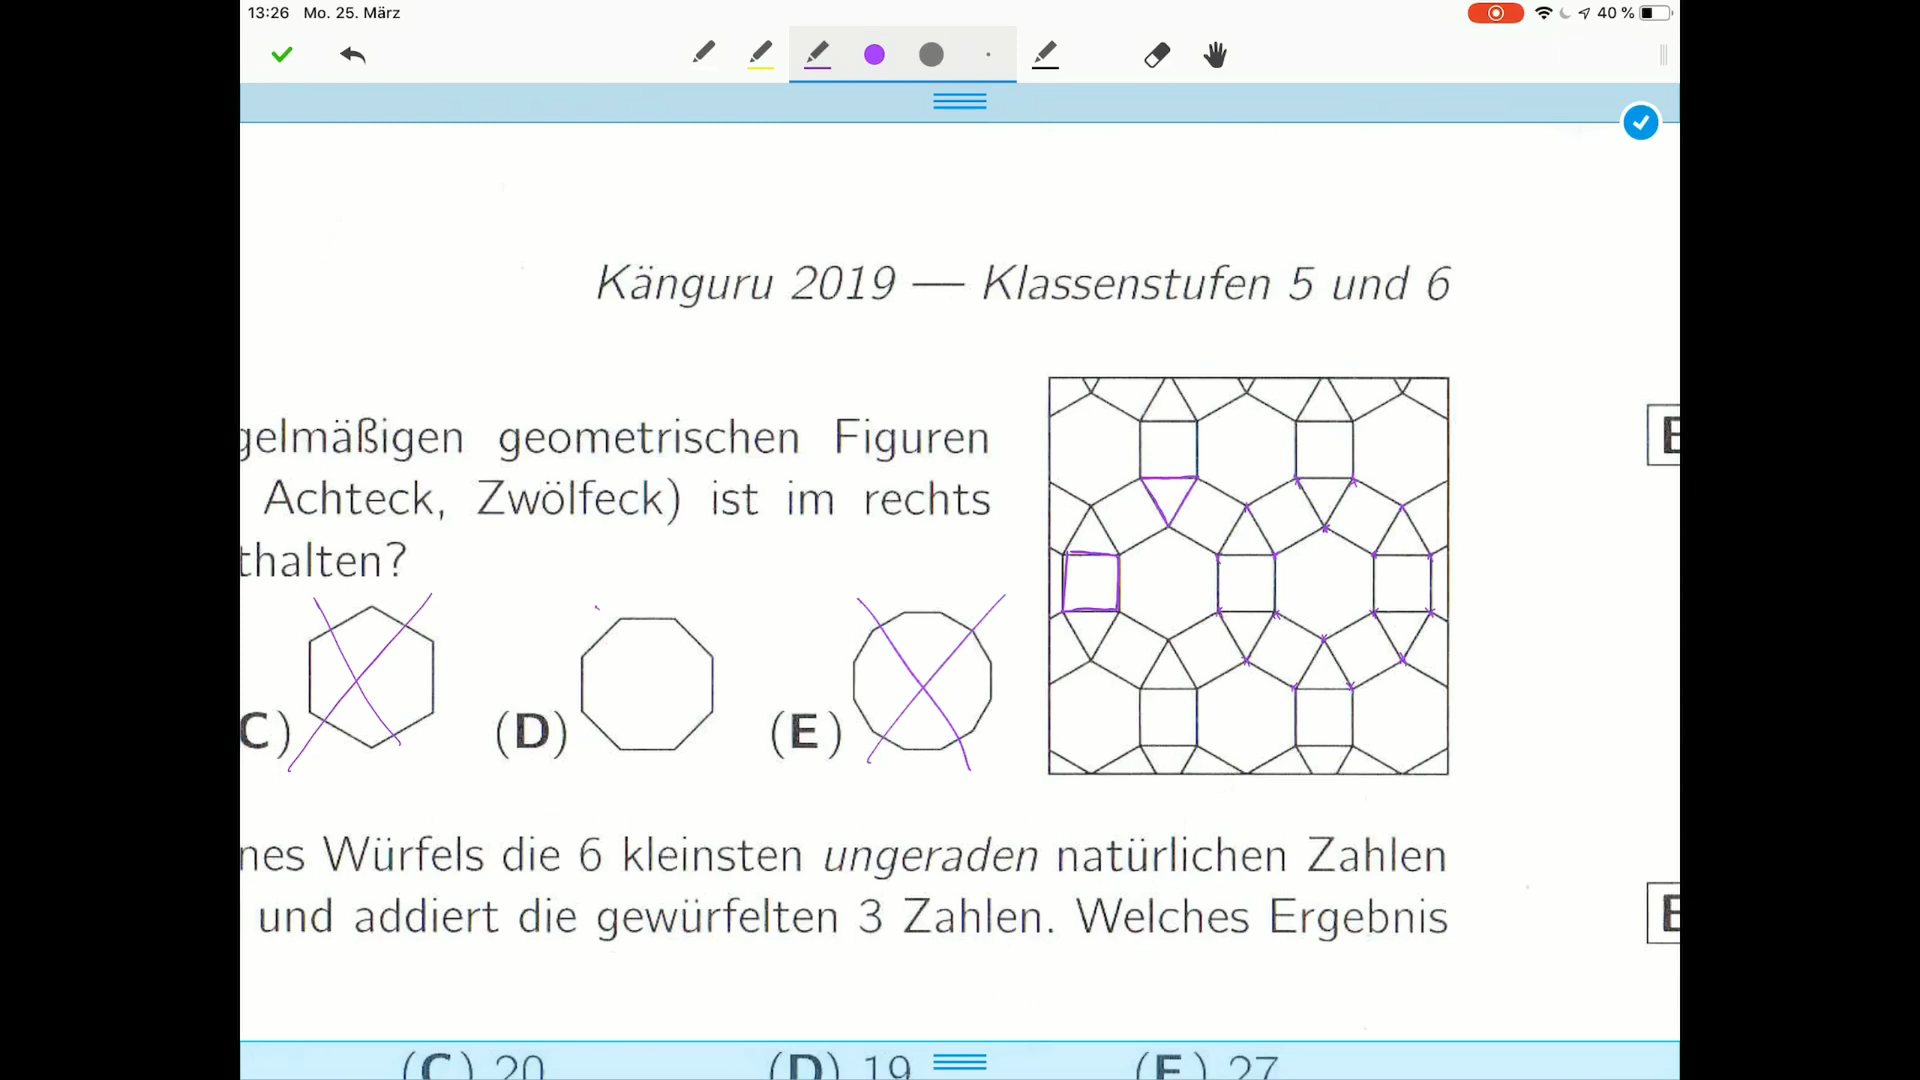 13:26 Mo. 25. März 40 %
Känguru 2019 — Klassenstufen 5 und 6
gelmäßigen geometrischen Figuren
Achteck, Zwölfeck) ist im rechts
thalten?
C) (D) (E)
nes Würfels die 6 kleinsten ungeraden natürlichen Zahlen
und addiert die gewürfelten 3 Zahlen. Welches Ergebnis
(C) 20 (D) 19 (E) 27